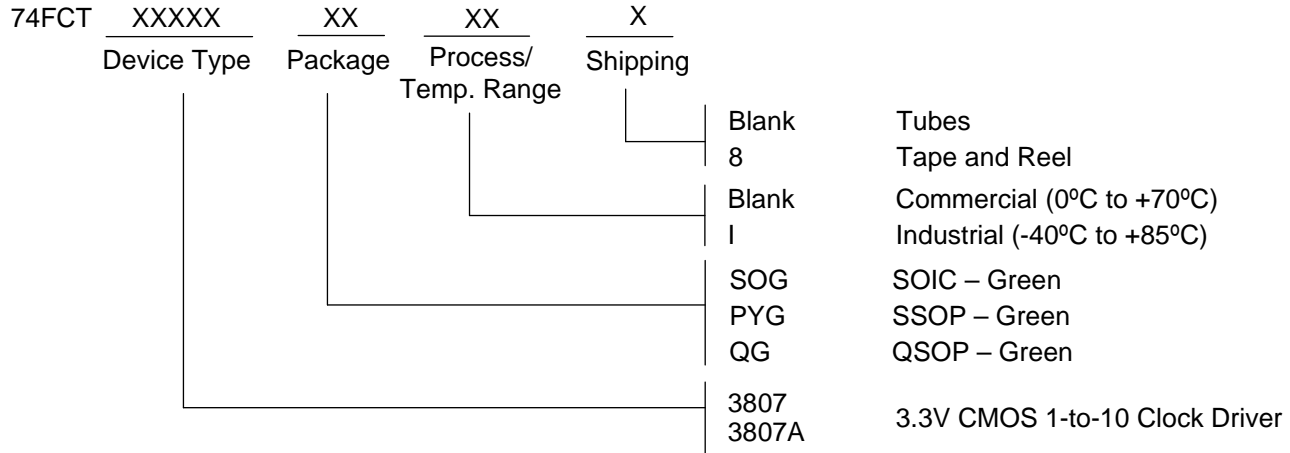 74FCT XXXXX XX XX X
Device Type Package Process/ Shipping
Temp. Range
Blank Tubes
8 Tape and Reel
Blank Commercial (0ºC to +70ºC)
I Industrial (-40ºC to +85ºC)
SOG SOIC – Green
PYG SSOP – Green
QG QSOP – Green
3807
3807A 3.3V CMOS 1-to-10 Clock Driver